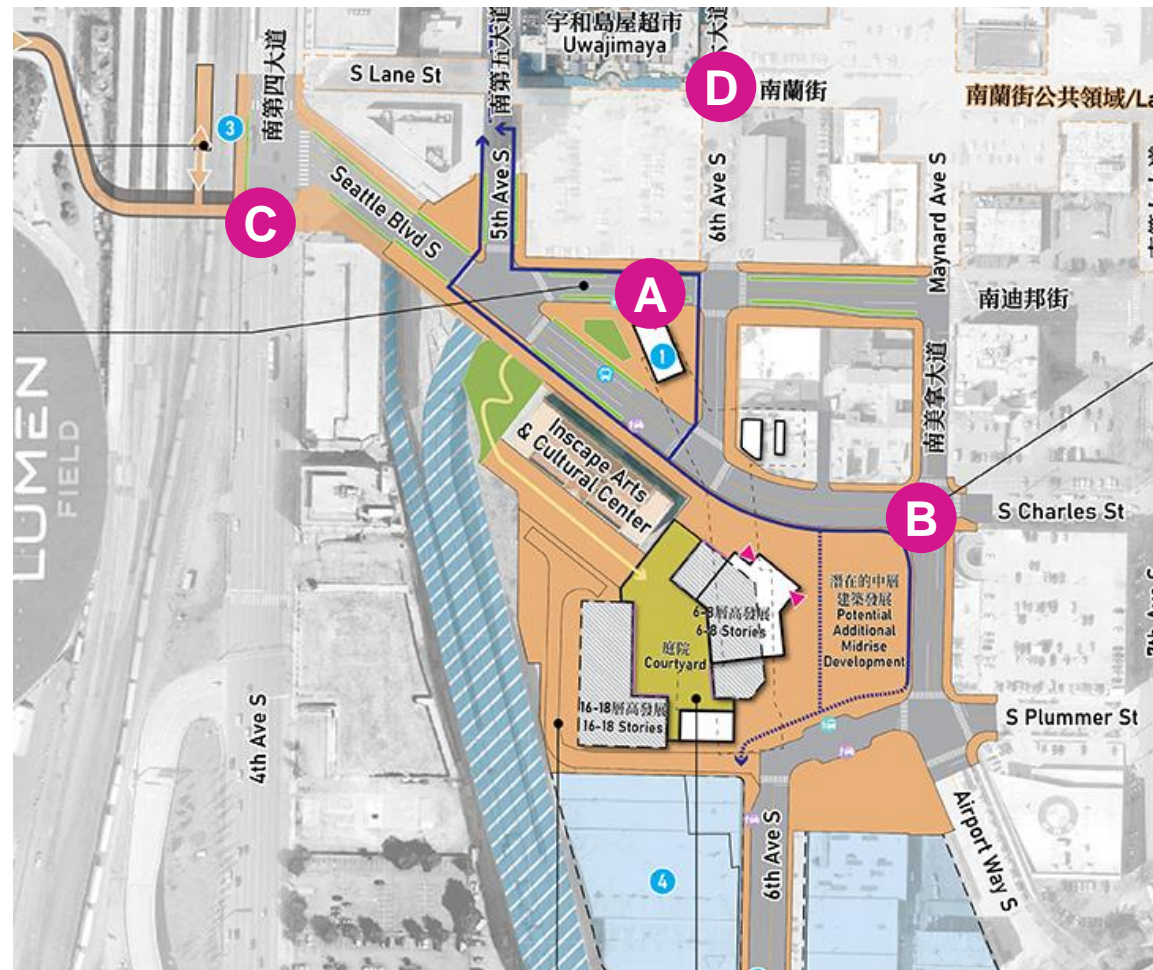 宇和島屋超市
Uwajimaya
南第四大道
南第五大道
六大道
S Lane St
D
南蘭街
南蘭街公共領域/La
3
5th Ave S
6th Ave S
Maynard Ave S
C
Seattle Blvd S
A
南迪邦街
1
南美拿大道
LUMEN
FIELD
Inscape Arts
& Cultural Center
B
S Charles St
潛在的中層
建築發展
Potential
Additional
Midrise
Development
6-8層高發展
6-8 Stories
庭院
Courtyard
16-18層高發展
16-18 Stories
S Plummer St
4th Ave S
6th Ave S
Airport Way S
4